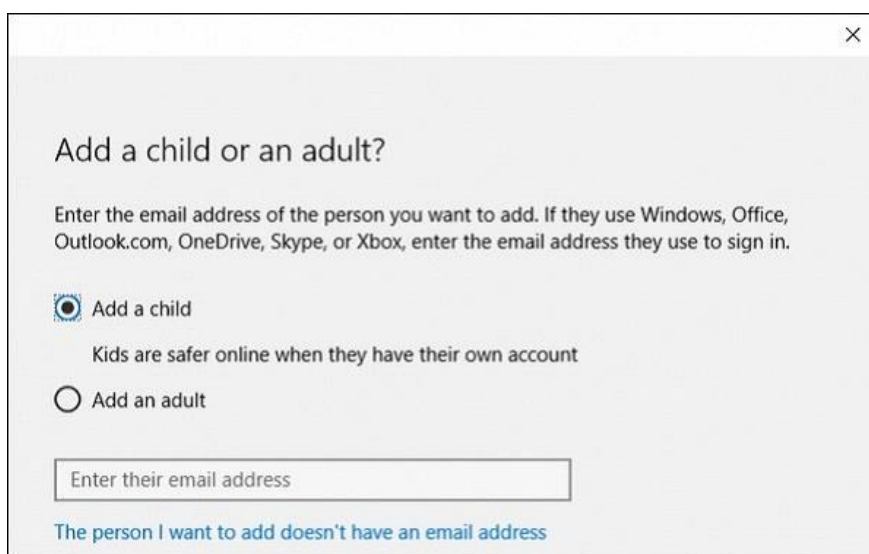 Add a child or an adult?
Enter the email address of the person you want to add. If they use Windows, Office,
Outlook.com, OneDrive, Skype, or Xbox, enter the email address they use to sign in.
Add a child
Kids are safer online when they have their own account
Add an adult
Enter their email address
The person I want to add doesn't have an email address